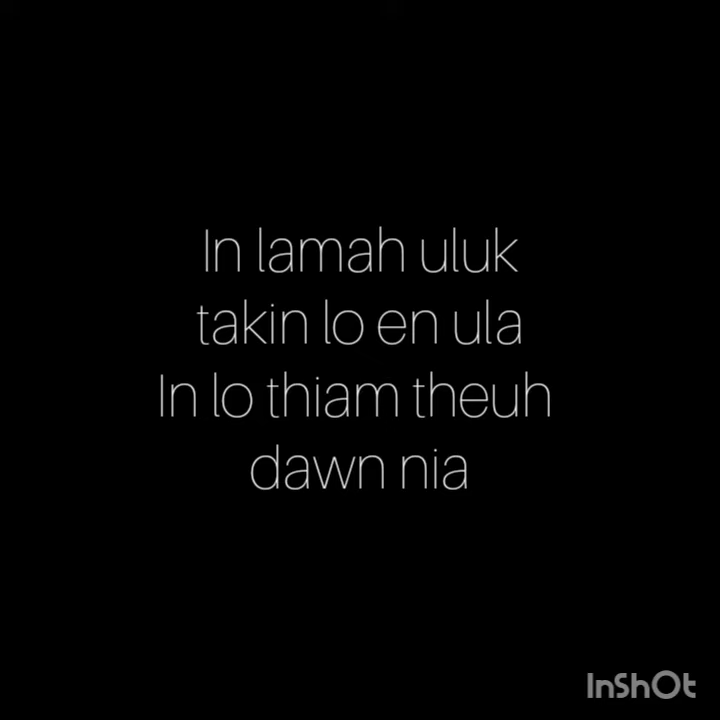 In lamah uluk
takin lo en ula
In lo thiam theuh
dawn nia
InShOt